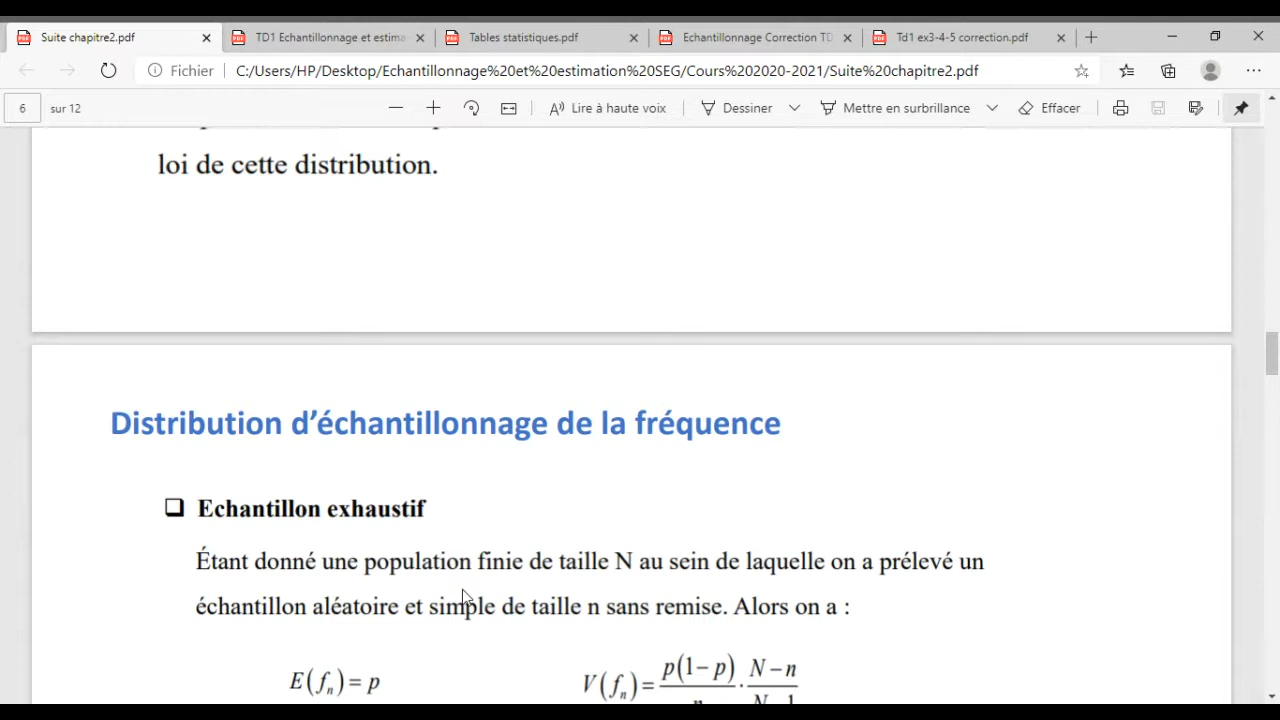 Suite chapitre2.pdf
TD1 Echantillonnage et estima
Tables statistiques.pdf
Echantillonnage Correction TD
Td1 ex3-4-5 correction.pdf
Fichier
C:/Users/HP/Desktop/Echantillonnage%20et%20estimation%20SEG/Cours%202020-2021/Suite%20chapitre2.pdf
6 sur 12
Lire à haute voix
Dessiner
Mettre en surbrillance
Effacer
loi de cette distribution.
Distribution d’échantillonnage de la fréquence
❑ Echantillon exhaustif
Étant donné une population finie de taille N au sein de laquelle on a prélevé un
échantillon aléatoire et simple de taille n sans remise. Alors on a :
E(fₙ) = p V(fₙ) = p(1−p)/n · N−n/N−1